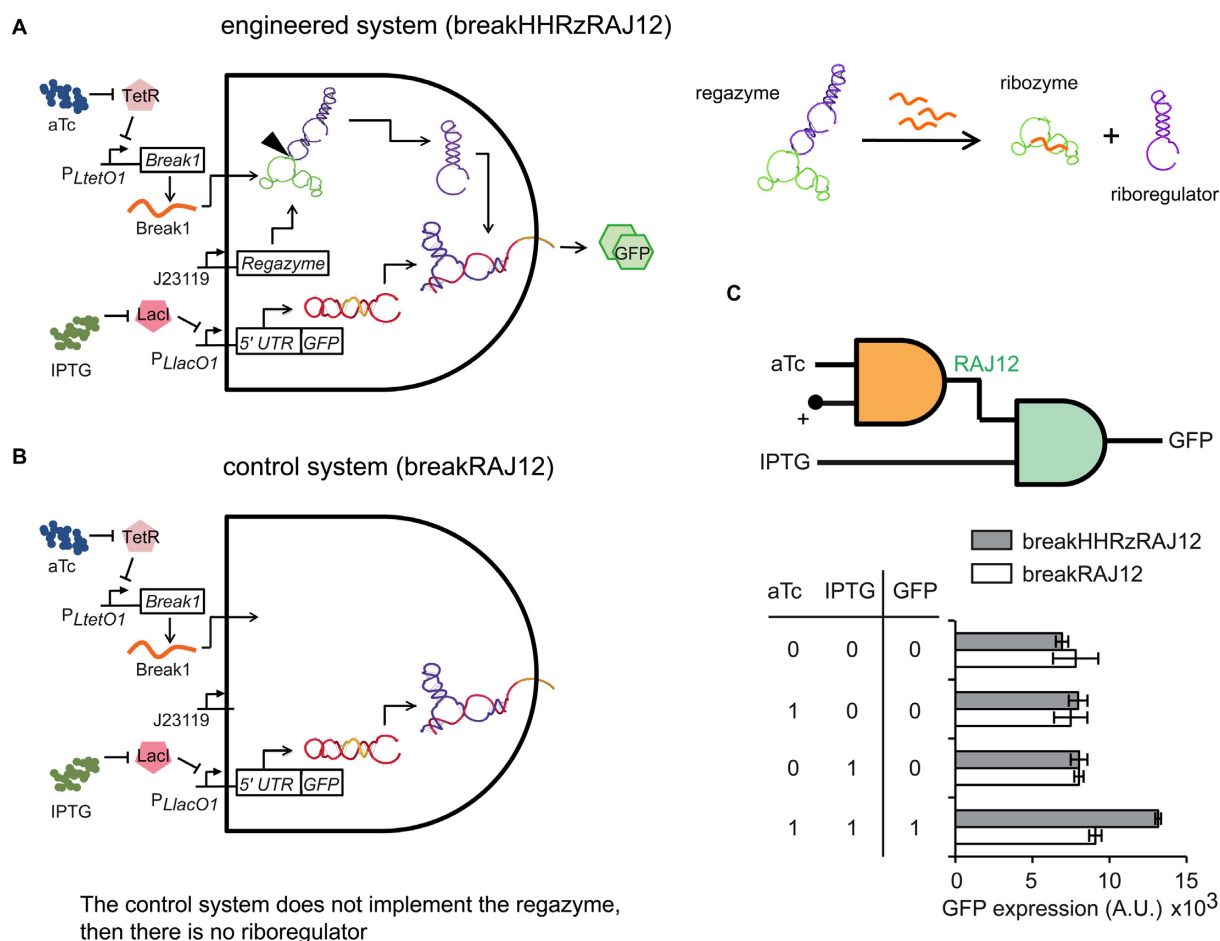 A
engineered system (breakHHRzRAJ12)
aTc
TetR
PLtetO1
Break1
Break1
J23119
Regazyme
IPTG
LacI
PLlacO1
5' UTR GFP
GFP
regazyme
ribozyme
+
riboregulator
B
control system (breakRAJ12)
aTc
TetR
PLtetO1
Break1
Break1
J23119
IPTG
LacI
PLlacO1
5' UTR GFP
The control system does not implement the regazyme,
then there is no riboregulator
C
aTc
+
RAJ12
IPTG
GFP
breakHHRzRAJ12
breakRAJ12
aTc IPTG GFP
0 0 0
1 0 0
0 1 0
1 1 1
0 5 10 15
GFP expression (A.U.) x10³